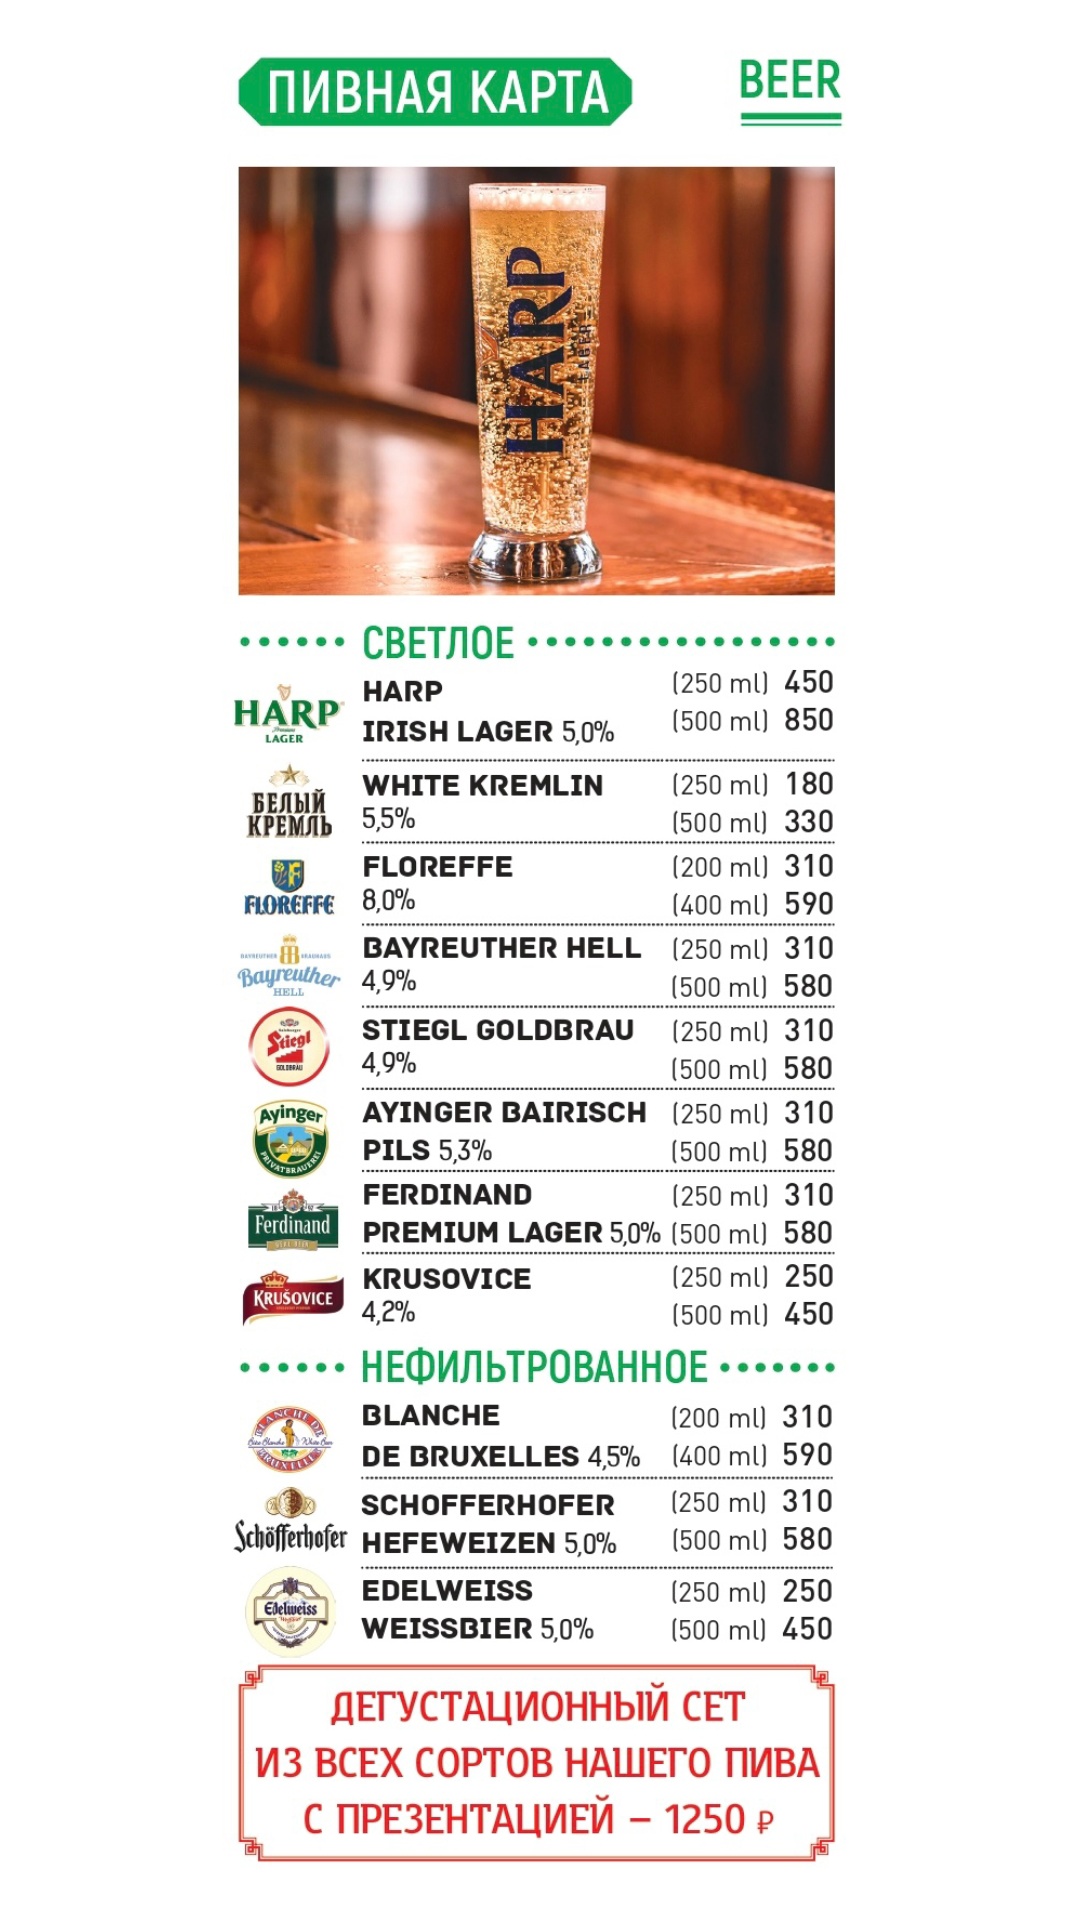 ПИВНАЯ КАРТА
BEER
HARP
LAGER
СВЕТЛОЕ
HARP
LAGER
HARP (250 ml) 450
IRISH LAGER 5,0% (500 ml) 850
БЕЛЫЙ
КРЕМЛЬ
WHITE KREMLIN (250 ml) 180
5,5% (500 ml) 330
FLOREFFE
FLOREFFE (200 ml) 310
8,0% (400 ml) 590
BAYREUTHER BRAUHAUS
Bayreuther
HELL
BAYREUTHER HELL (250 ml) 310
4,9% (500 ml) 580
Stiegl
GOLDBRÄU
STIEGL GOLDBRAU (250 ml) 310
4,9% (500 ml) 580
Ayinger
PRIVATBRAUEREI
AYINGER BAIRISCH (250 ml) 310
PILS 5,3% (500 ml) 580
Ferdinand
FERDINAND (250 ml) 310
PREMIUM LAGER 5,0% (500 ml) 580
KRUŠOVICE
KRUSOVICE (250 ml) 250
4,2% (500 ml) 450
НЕФИЛЬТРОВАННОЕ
BLANCHE DE
BRUXELLES
BLANCHE (200 ml) 310
DE BRUXELLES 4,5% (400 ml) 590
Schöfferhofer
SCHOFFERHOFER (250 ml) 310
HEFEWEIZEN 5,0% (500 ml) 580
Edelweiss
EDELWEISS (250 ml) 250
WEISSBIER 5,0% (500 ml) 450
ДЕГУСТАЦИОННЫЙ СЕТ
ИЗ ВСЕХ СОРТОВ НАШЕГО ПИВА
С ПРЕЗЕНТАЦИЕЙ – 1250 ₽